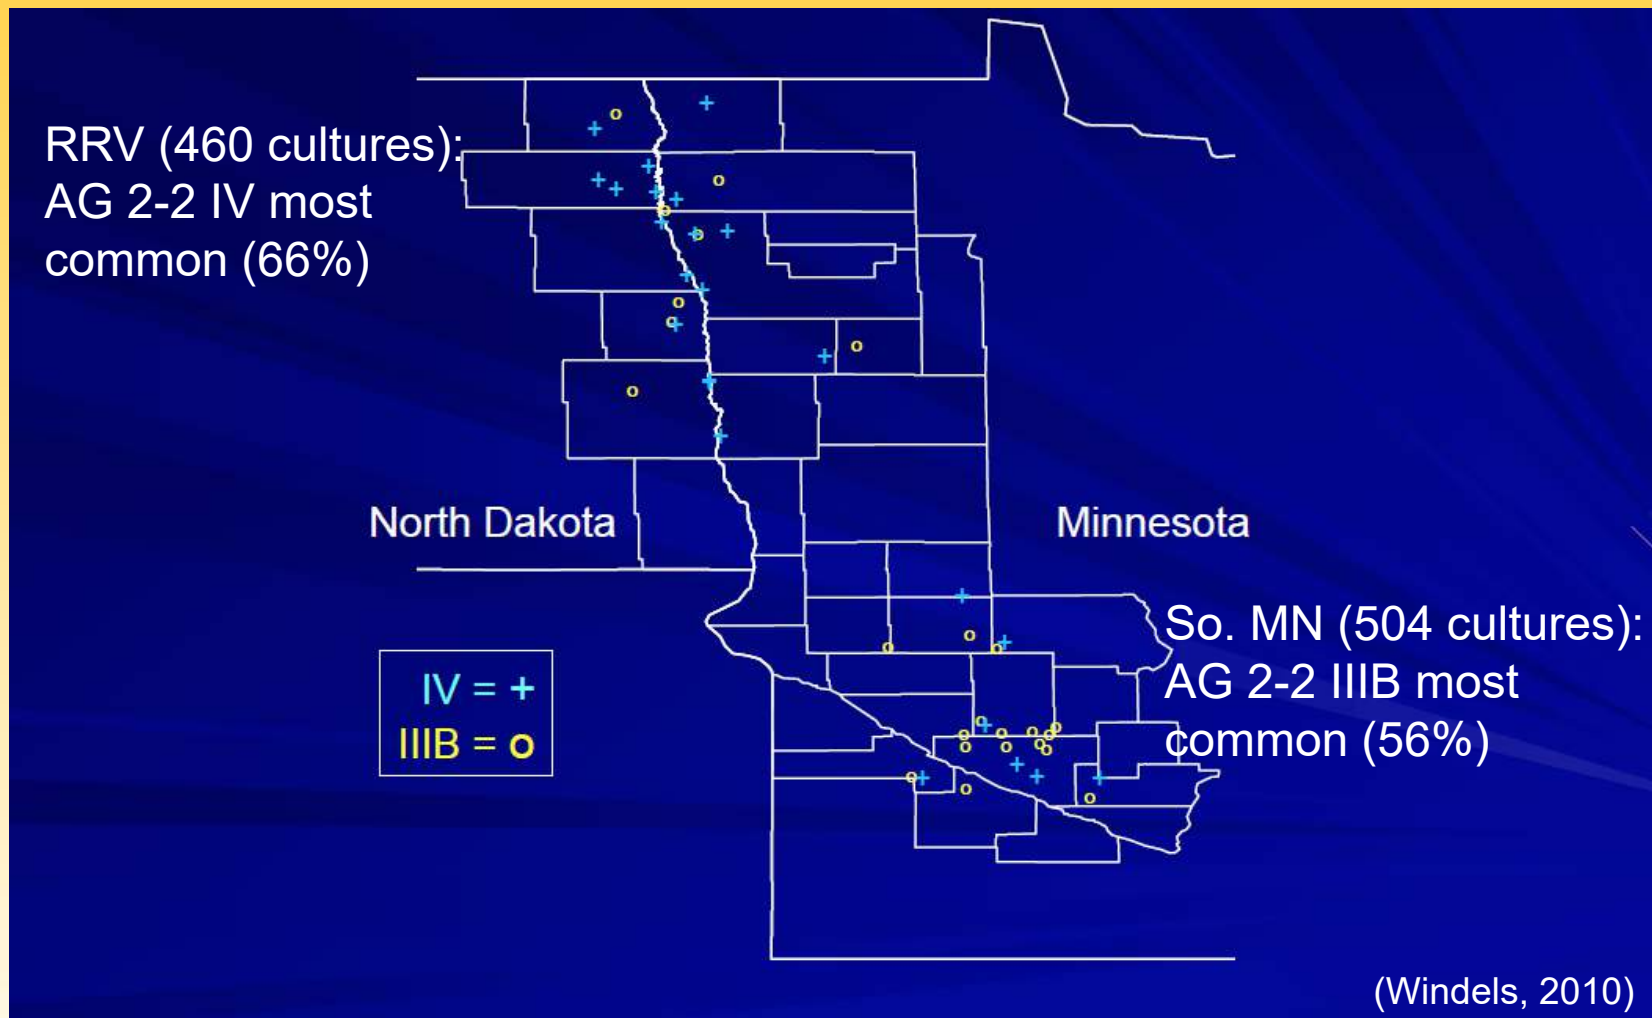 RRV (460 cultures):
AG 2-2 IV most
common (66%)
North Dakota
Minnesota
IV = +
IIIB = o
So. MN (504 cultures):
AG 2-2 IIIB most
common (56%)
(Windels, 2010)